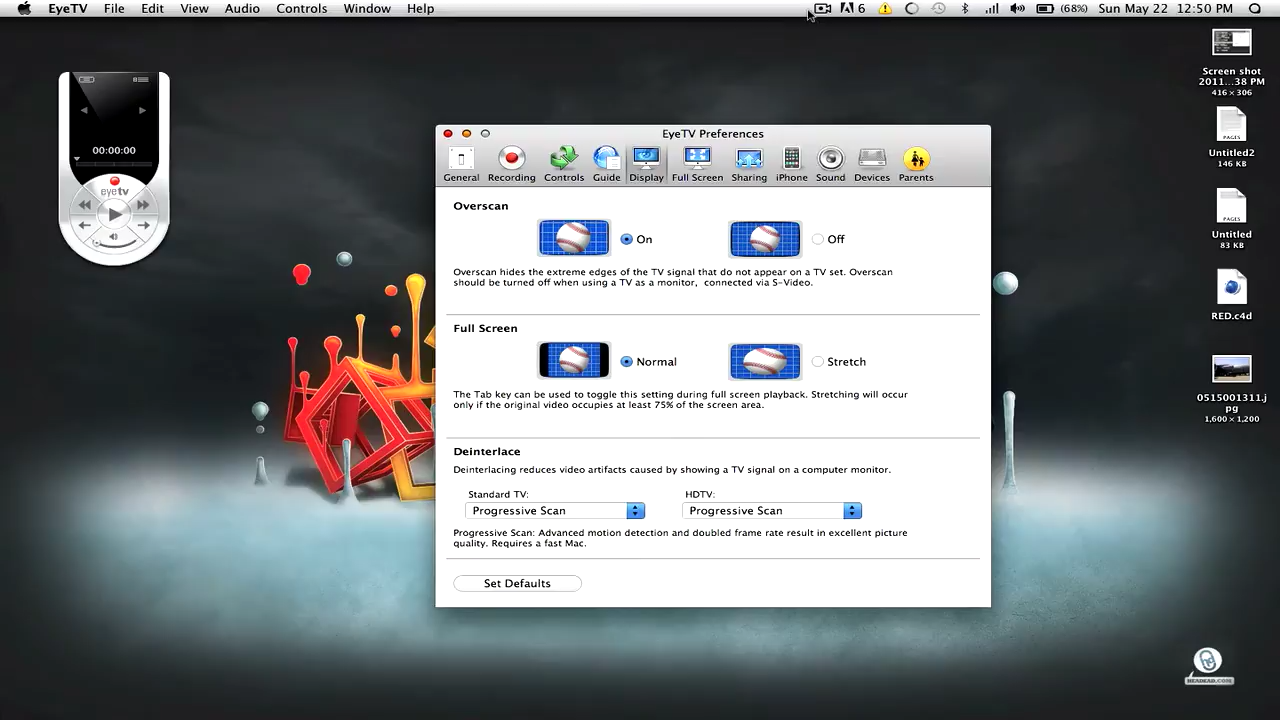 EyeTV File Edit View Audio Controls Window Help
6 (68%) Sun May 22 12:50 PM
00:00:00
eyetv
EyeTV Preferences
General Recording Controls Guide Display Full Screen Sharing iPhone Sound Devices Parents
Overscan
On Off
Overscan hides the extreme edges of the TV signal that do not appear on a TV set. Overscan
should be turned off when using a TV as a monitor, connected via S-Video.
Full Screen
Normal Stretch
The Tab key can be used to toggle this setting during full screen playback. Stretching will occur
only if the original video occupies at least 75% of the screen area.
Deinterlace
Deinterlacing reduces video artifacts caused by showing a TV signal on a computer monitor.
Standard TV: HDTV:
Progressive Scan Progressive Scan
Progressive Scan: Advanced motion detection and doubled frame rate result in excellent picture
quality. Requires a fast Mac.
Set Defaults
Screen shot
2011...38 PM
416 × 306
PAGES
Untitled2
146 KB
PAGES
Untitled
83 KB
RED.c4d
0515001311.j
pg
1,600 × 1,200
HEADEAD.COM